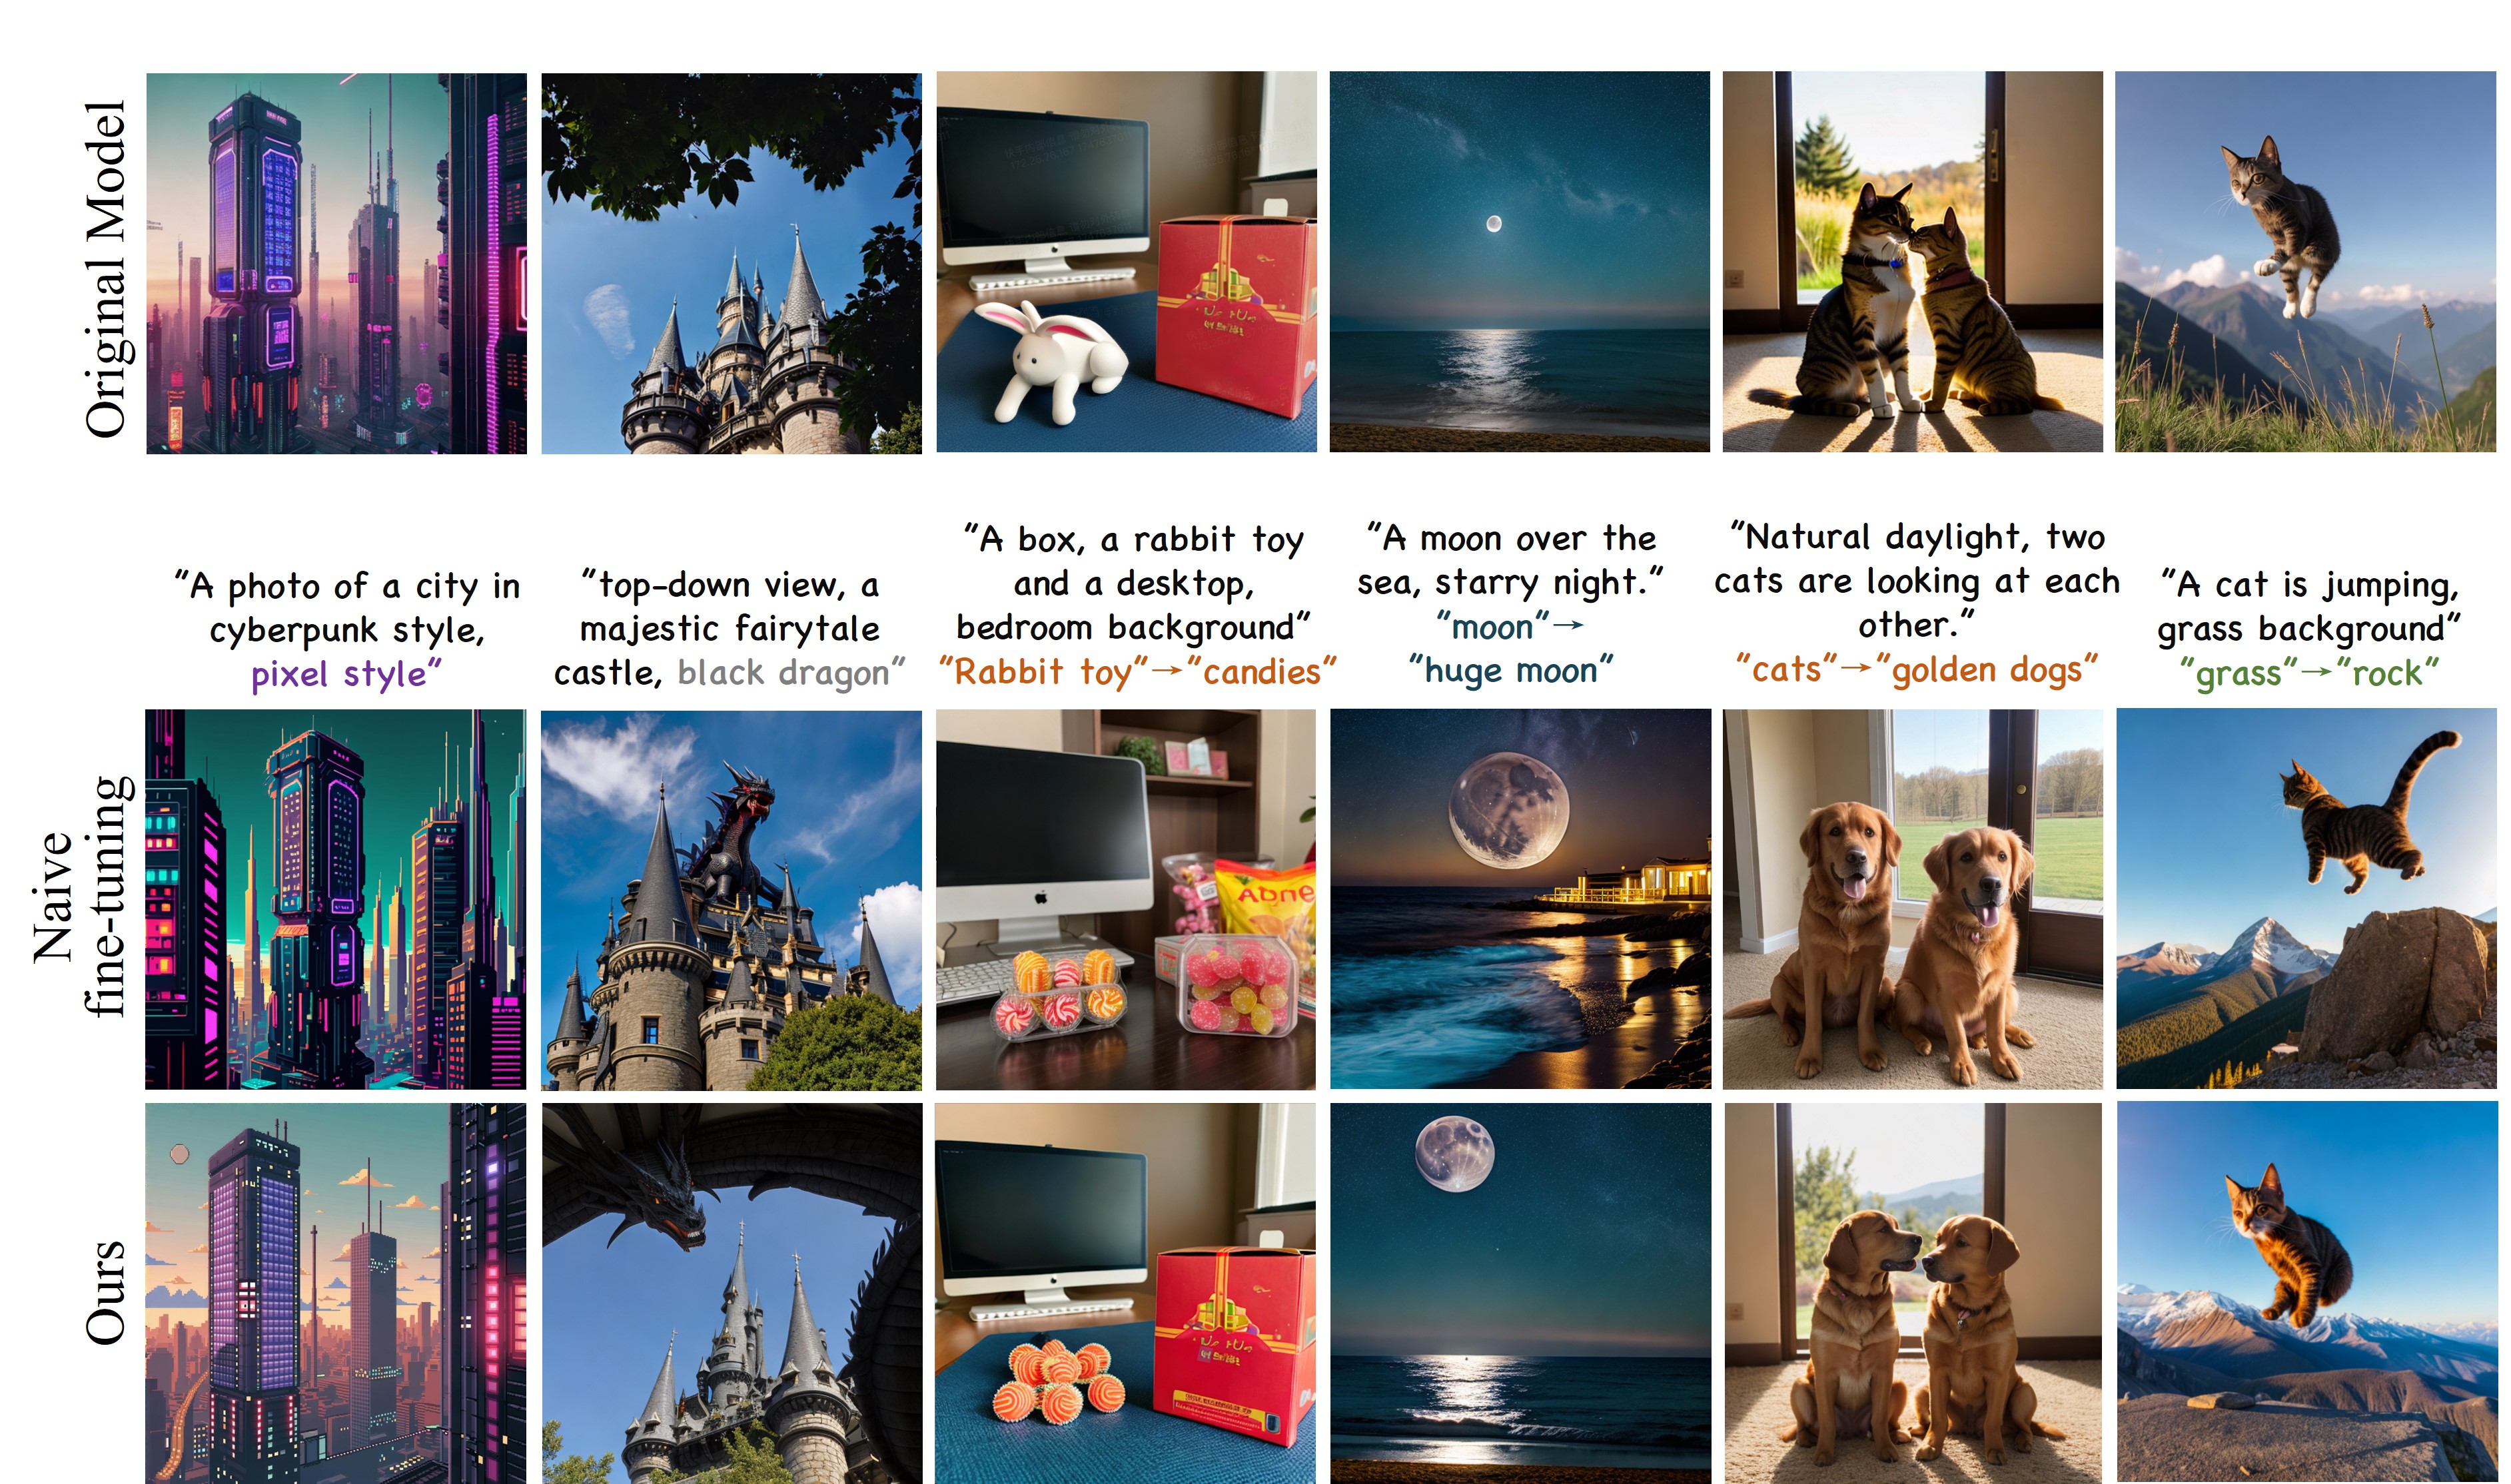 Original Model
"A photo of a city in
cyberpunk style,
pixel style"
"top-down view, a
majestic fairytale
castle, black dragon"
"A box, a rabbit toy
and a desktop,
bedroom background"
"Rabbit toy"→"candies"
"A moon over the
sea, starry night."
"moon"→
"huge moon"
"Natural daylight, two
cats are looking at each
other."
"cats"→"golden dogs"
"A cat is jumping,
grass background"
"grass"→"rock"
Naive
fine-tuning
Abne
Ours